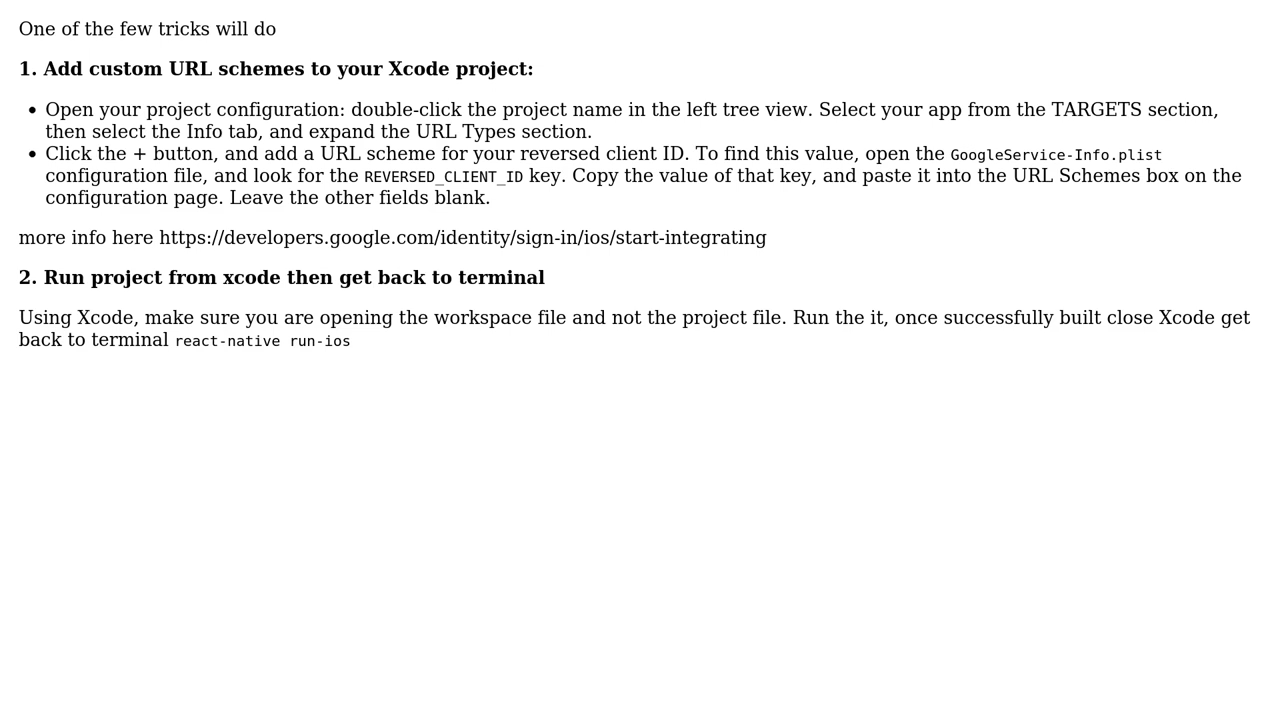 One of the few tricks will do
1. Add custom URL schemes to your Xcode project:
• Open your project configuration: double-click the project name in the left tree view. Select your app from the TARGETS section,
then select the Info tab, and expand the URL Types section.
• Click the + button, and add a URL scheme for your reversed client ID. To find this value, open the GoogleService-Info.plist
configuration file, and look for the REVERSED_CLIENT_ID key. Copy the value of that key, and paste it into the URL Schemes box on the
configuration page. Leave the other fields blank.
more info here https://developers.google.com/identity/sign-in/ios/start-integrating
2. Run project from xcode then get back to terminal
Using Xcode, make sure you are opening the workspace file and not the project file. Run the it, once successfully built close Xcode get
back to terminal react-native run-ios